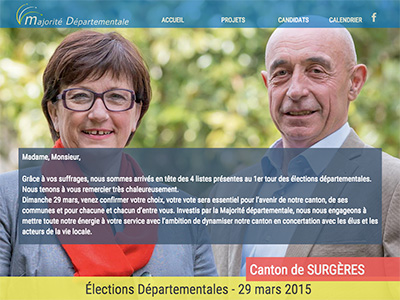 Majorité Départementale
ACCUEIL PROJETS CANDIDATS CALENDRIER f
Madame, Monsieur,
Grâce à vos suffrages, nous sommes arrivés en tête des 4 listes présentes au 1er tour des élections départementales.
Nous tenons à vous remercier très chaleureusement.
Dimanche 29 mars, venez confirmer votre choix, votre vote sera essentiel pour l'avenir de notre canton, de ses
communes et pour chacune et chacun d'entre vous. Investis par la Majorité départementale, nous nous engageons à
mettre toute notre énergie à votre service avec l'ambition de dynamiser notre canton en concertation avec les élus et les
acteurs de la vie locale.
Canton de SURGÈRES
Élections Départementales - 29 mars 2015